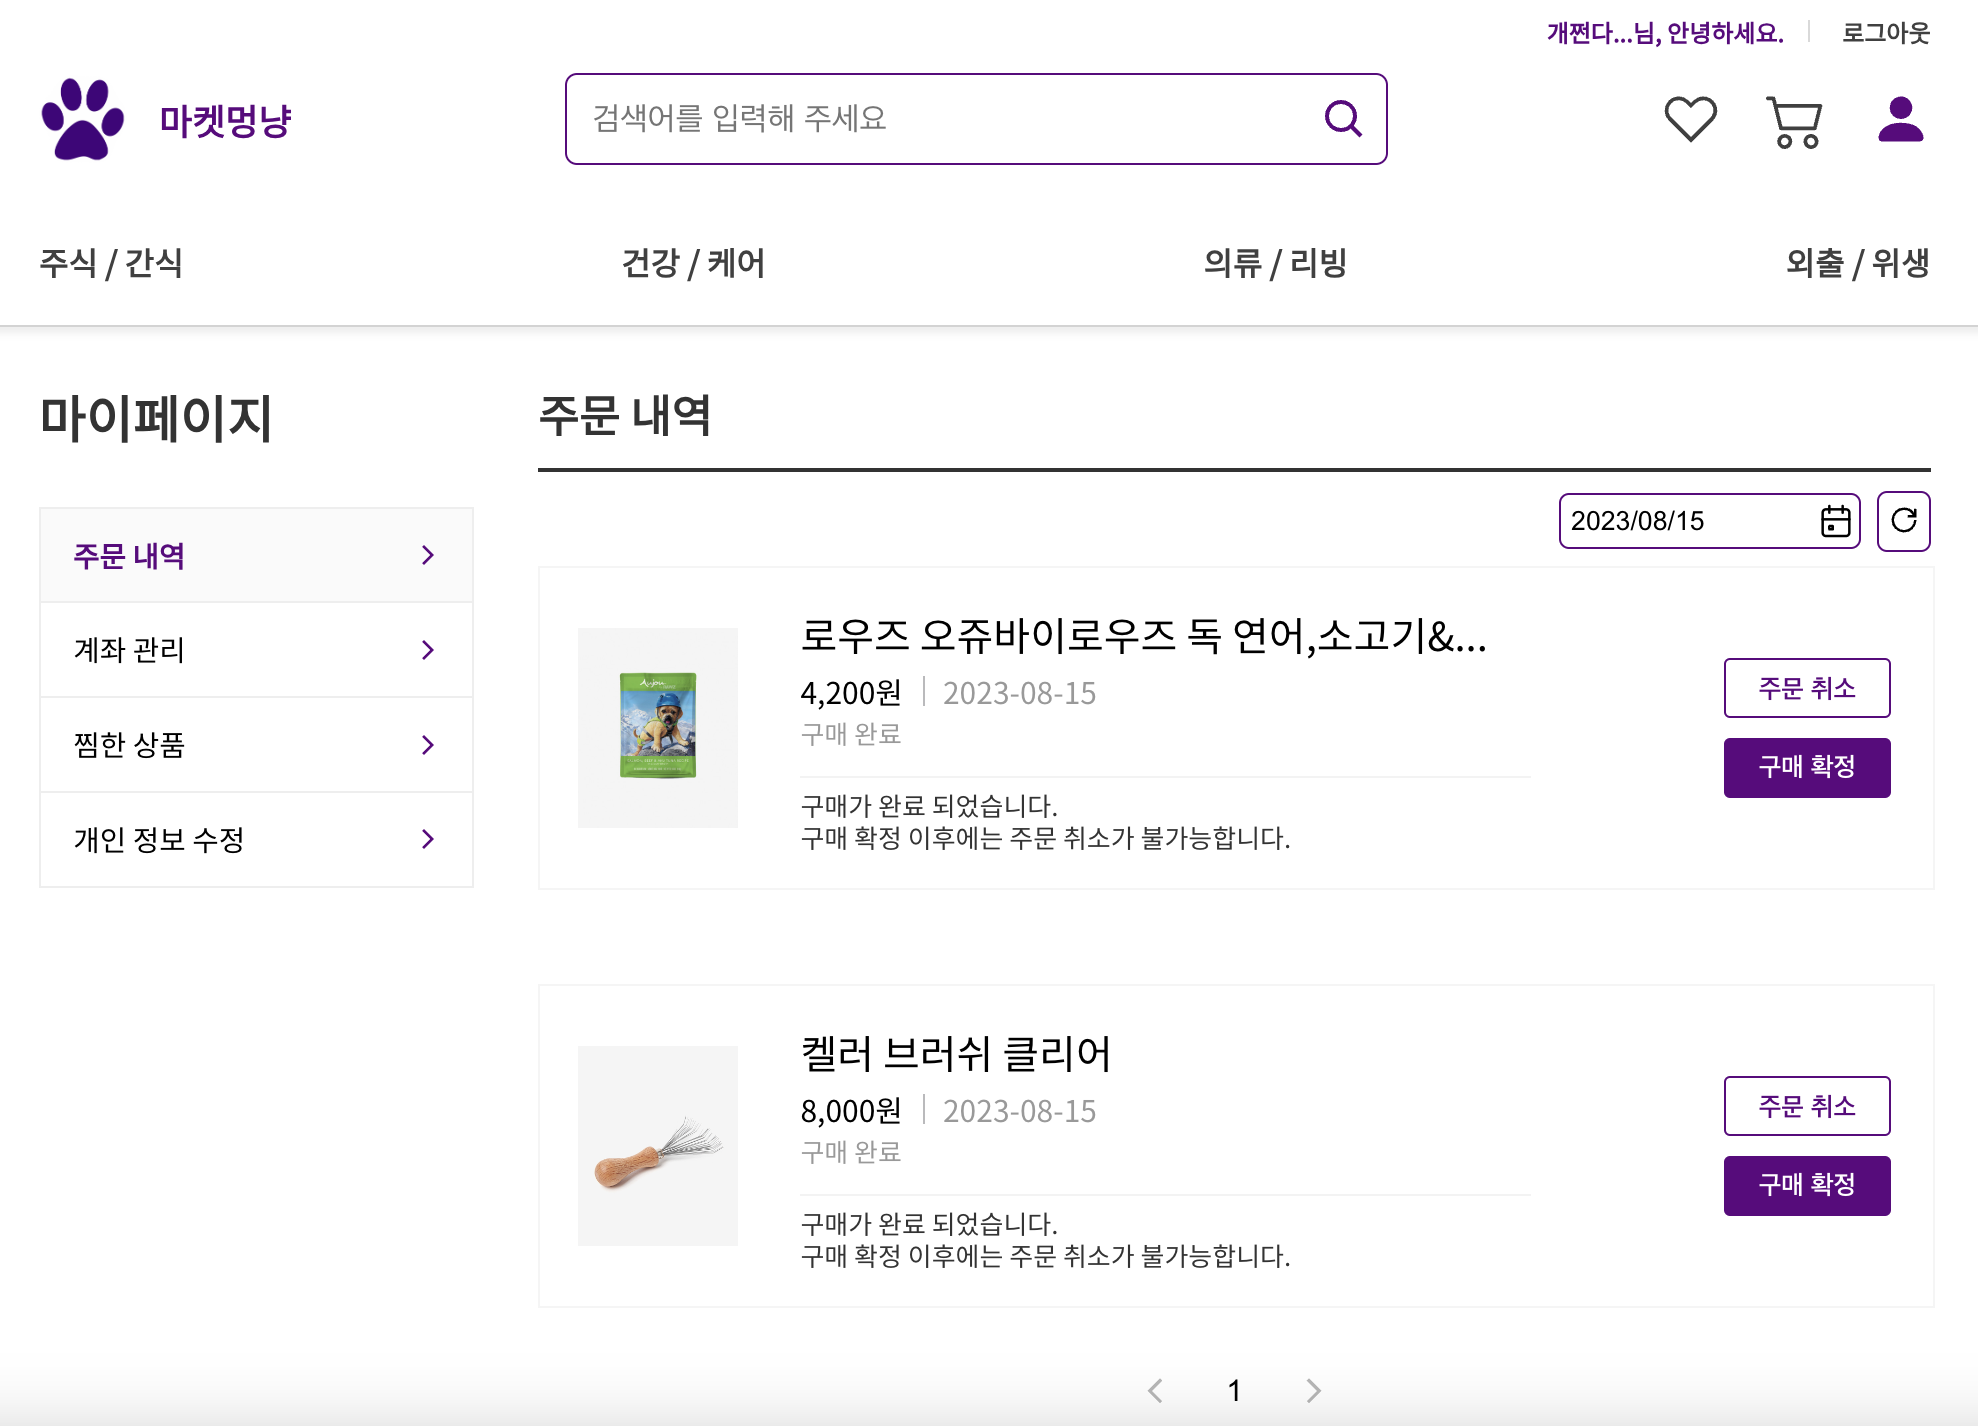 개쩐다...님, 안녕하세요.
로그아웃
마켓멍냥
검색어를 입력해 주세요
주식 / 간식
건강 / 케어
의류 / 리빙
외출 / 위생
마이페이지
주문 내역
계좌 관리
찜한 상품
개인 정보 수정
주문 내역
2023/08/15
로우즈 오쥬바이로우즈 독 연어,소고기&...
4,200원
2023-08-15
구매 완료
구매가 완료 되었습니다.
구매 확정 이후에는 주문 취소가 불가능합니다.
주문 취소
구매 확정
켈러 브러쉬 클리어
8,000원
2023-08-15
구매 완료
구매가 완료 되었습니다.
구매 확정 이후에는 주문 취소가 불가능합니다.
주문 취소
구매 확정
1